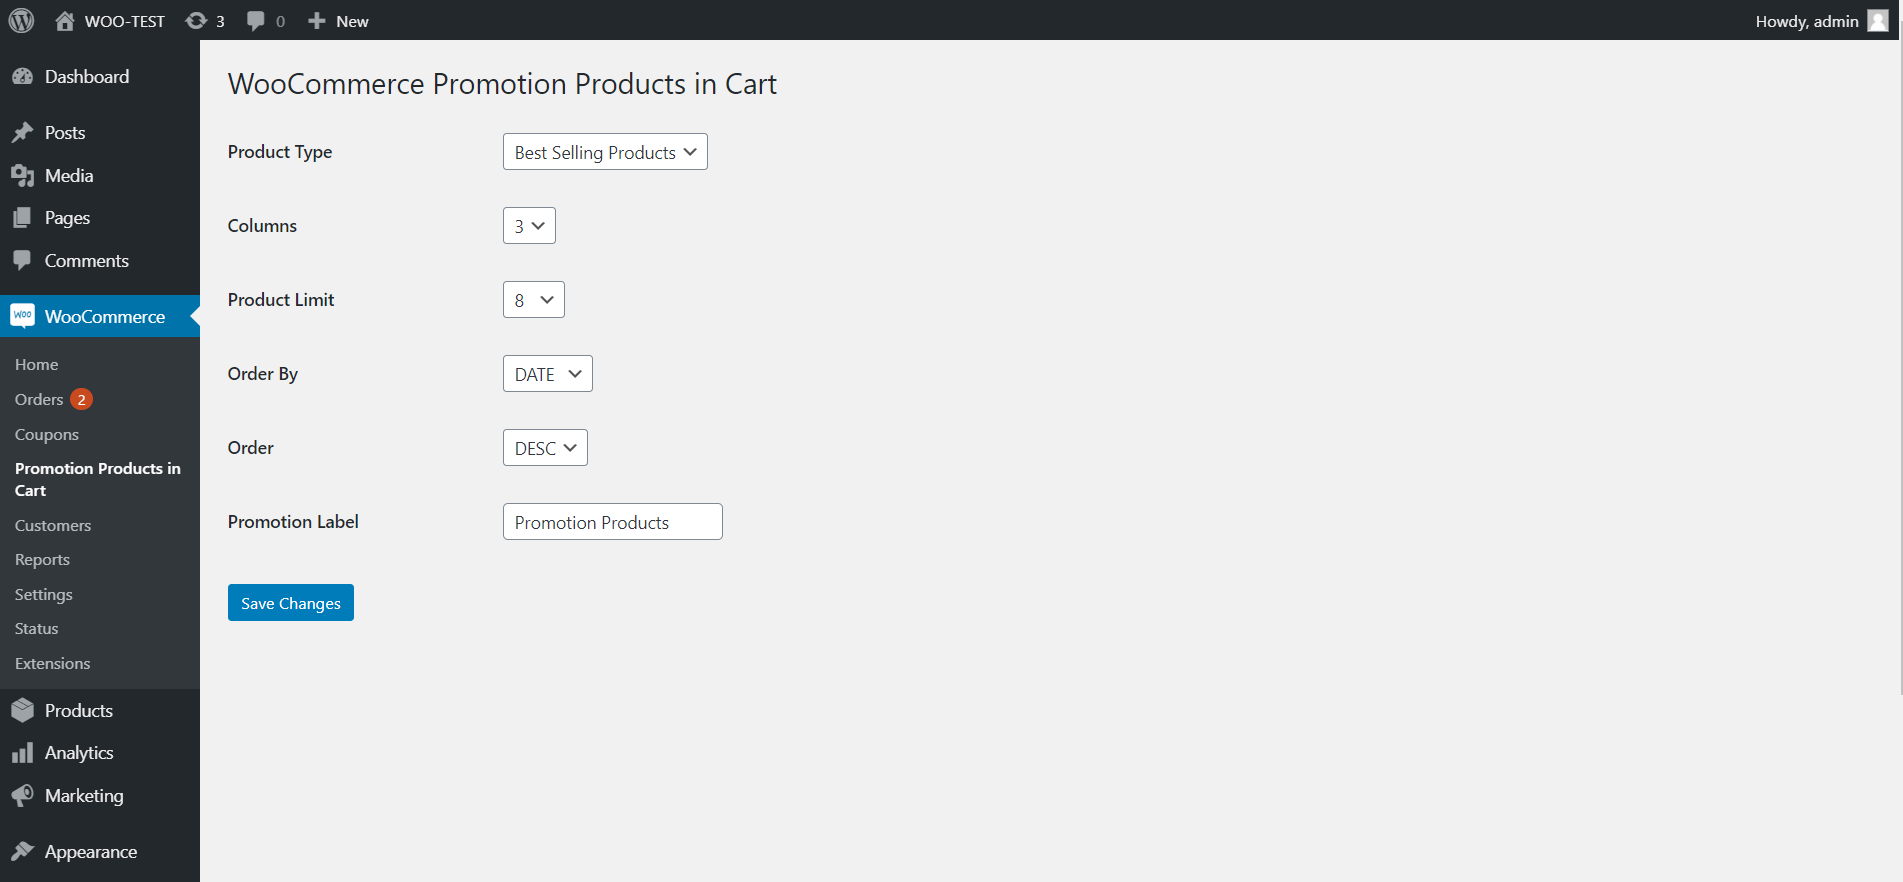 WOO-TEST 3 0 New Howdy, admin
Dashboard
Posts
Media
Pages
Comments
woo WooCommerce
Home
Orders 2
Coupons
Promotion Products in
Cart
Customers
Reports
Settings
Status
Extensions
Products
Analytics
Marketing
Appearance
WooCommerce Promotion Products in Cart
Product Type Best Selling Products
Columns 3
Product Limit 8
Order By DATE
Order DESC
Promotion Label Promotion Products
Save Changes